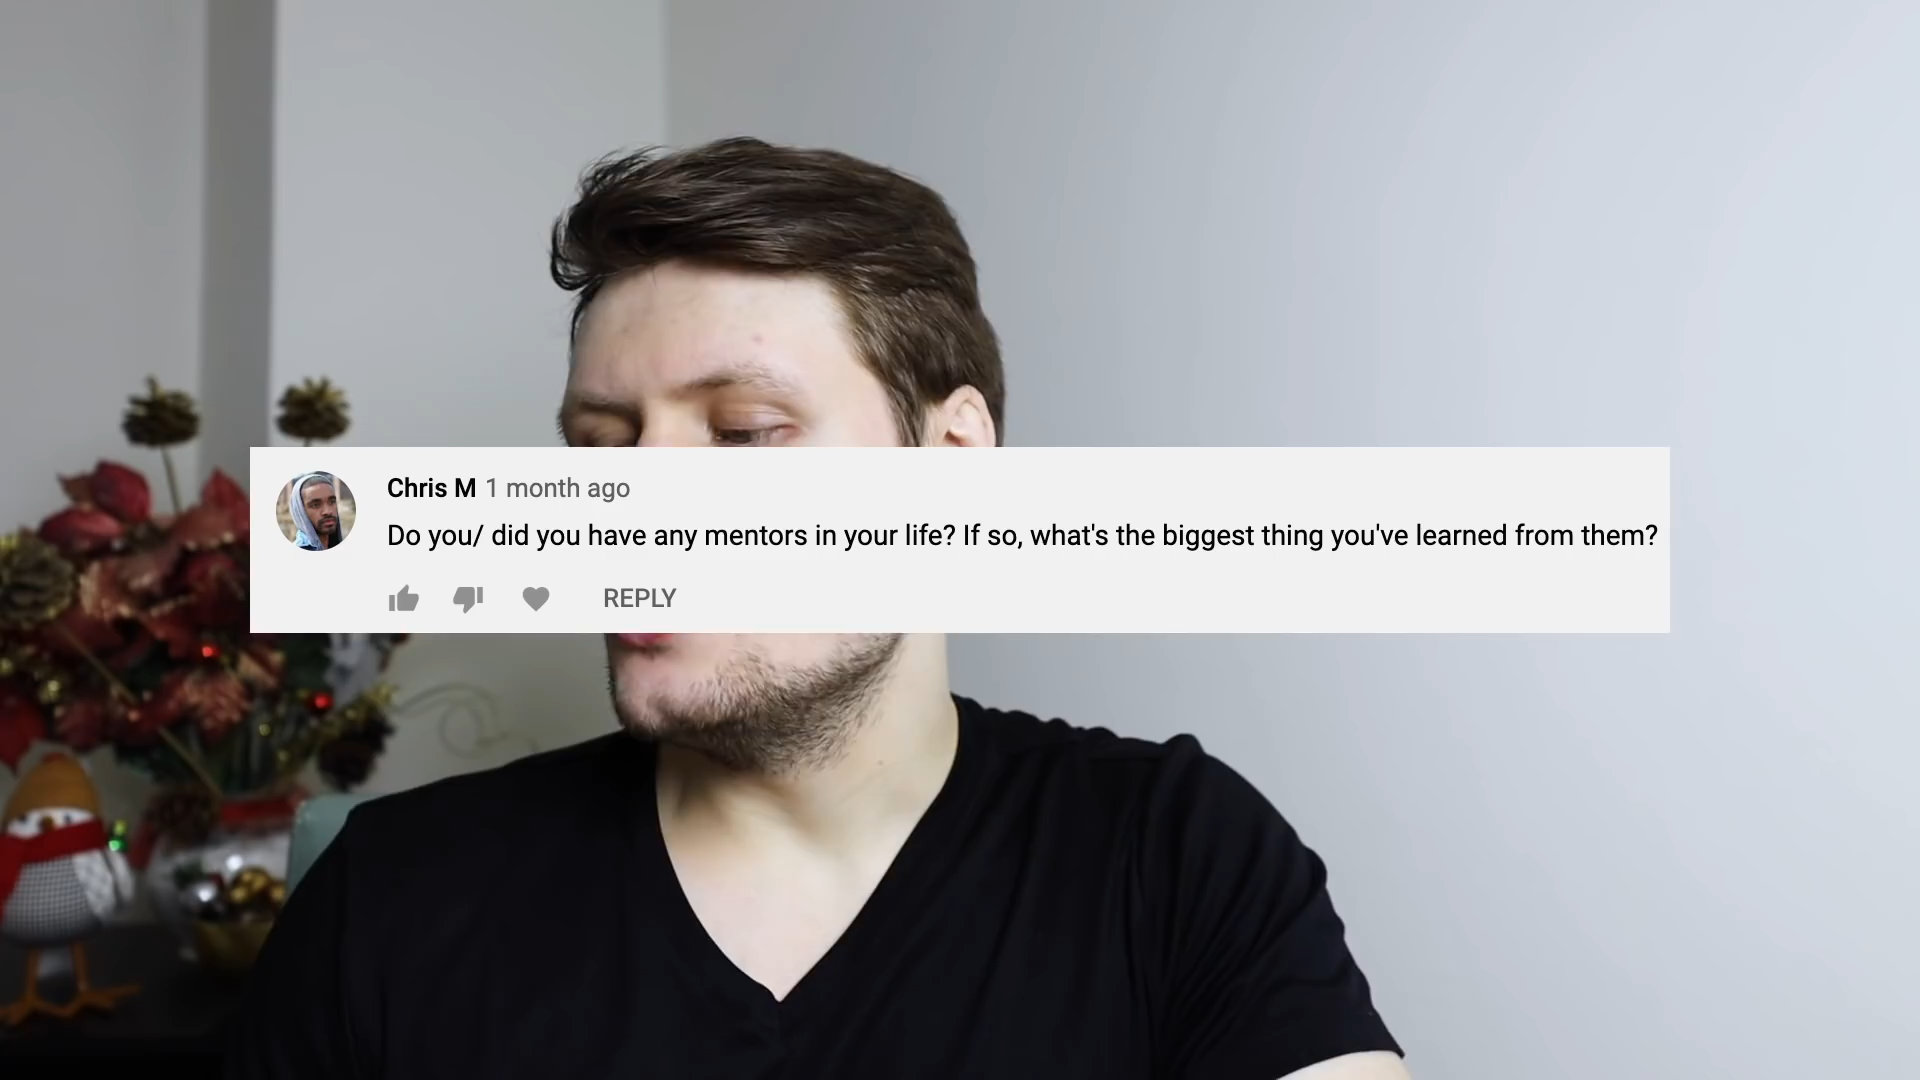 Chris M 1 month ago
Do you/ did you have any mentors in your life? If so, what's the biggest thing you've learned from them?
REPLY